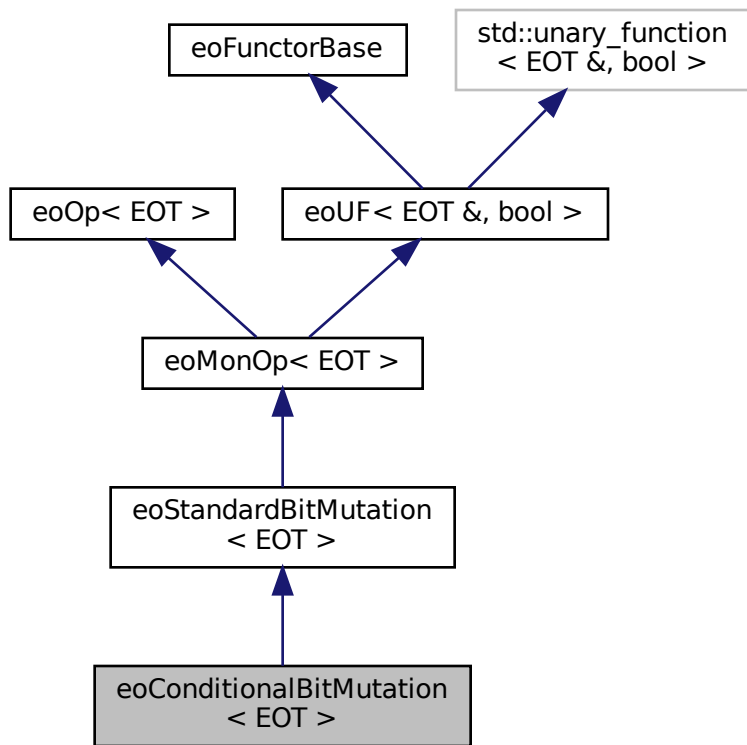 eoFunctorBase
std::unary_function
< EOT &, bool >
eoOp< EOT >
eoUF< EOT &, bool >
eoMonOp< EOT >
eoStandardBitMutation
< EOT >
eoConditionalBitMutation
< EOT >